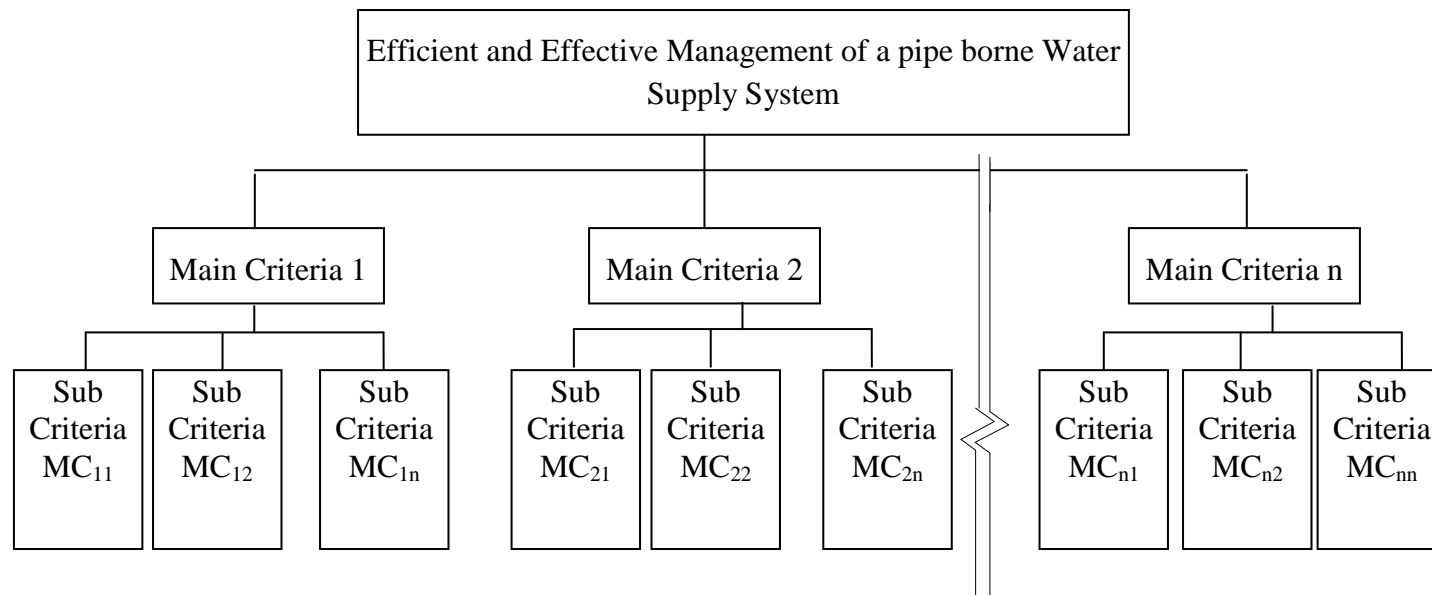 Efficient and Effective Management of a pipe borne Water
Supply System
Main Criteria 1
Main Criteria 2
Main Criteria n
Sub
Criteria
MC₁₁
Sub
Criteria
MC₁₂
Sub
Criteria
MC₁ₙ
Sub
Criteria
MC₂₁
Sub
Criteria
MC₂₂
Sub
Criteria
MC₂ₙ
Sub
Criteria
MCₙ₁
Sub
Criteria
MCₙ₂
Sub
Criteria
MCₙₙ